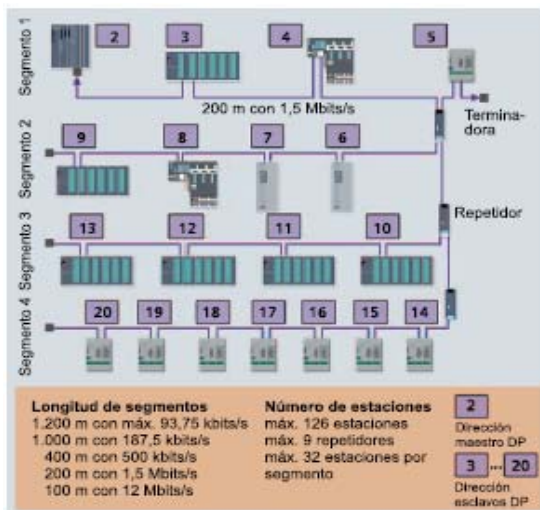 Segmento 1
2
3
4
5
200 m con 1,5 Mbits/s
Termina-
dora
Segmento 2
9
8
7
6
Repetidor
Segmento 3
13
12
11
10
Segmento 4
20
19
18
17
16
15
14
Longitud de segmentos
1.200 m con máx. 93,75 kbits/s
1.000 m con 187,5 kbits/s
400 m con 500 kbits/s
200 m con 1,5 Mbits/s
100 m con 12 Mbits/s
Número de estaciones
máx. 126 estaciones
máx. 9 repetidores
máx. 32 estaciones por
segmento
2
Dirección
maestro DP
3 ... 20
Dirección
esclavos DP